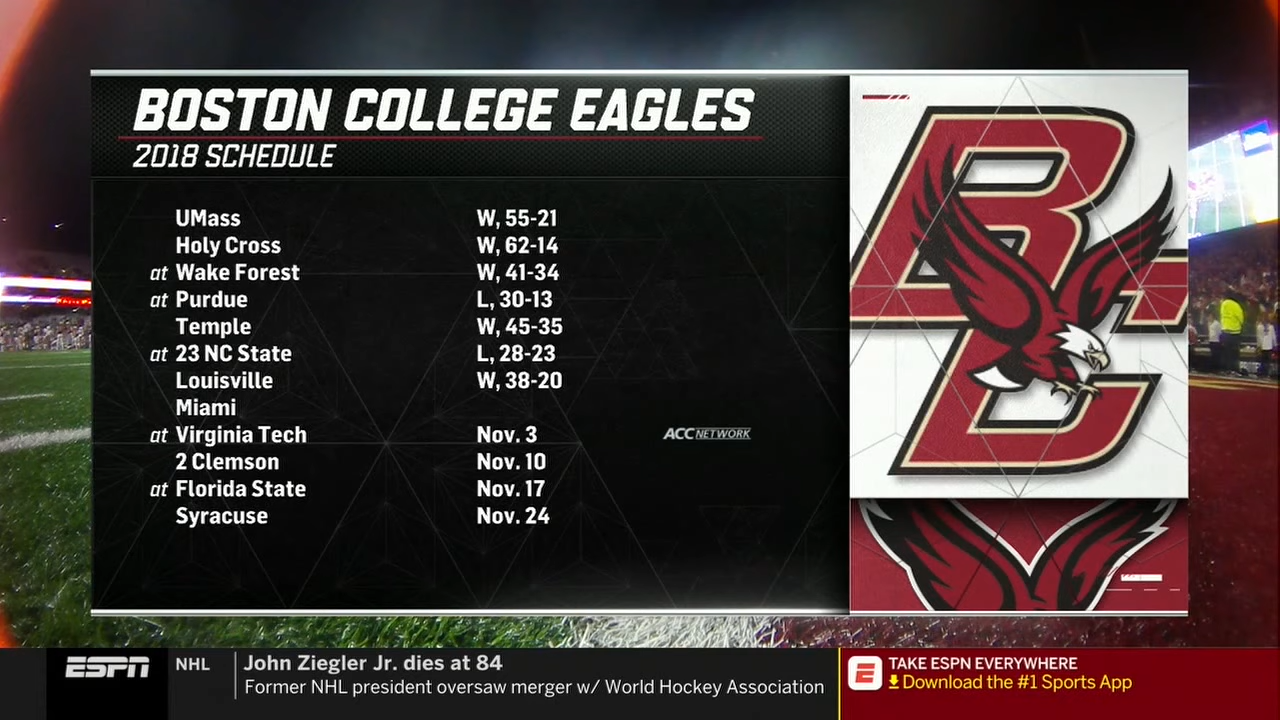 BOSTON COLLEGE EAGLES
2018 SCHEDULE
UMass W, 55-21
Holy Cross W, 62-14
at Wake Forest W, 41-34
at Purdue L, 30-13
Temple W, 45-35
at 23 NC State L, 28-23
Louisville W, 38-20
Miami
at Virginia Tech Nov. 3
2 Clemson Nov. 10
at Florida State Nov. 17
Syracuse Nov. 24
ACC NETWORK
BC
ESPN NHL John Ziegler Jr. dies at 84
Former NHL president oversaw merger w/ World Hockey Association
E TAKE ESPN EVERYWHERE
Download the #1 Sports App